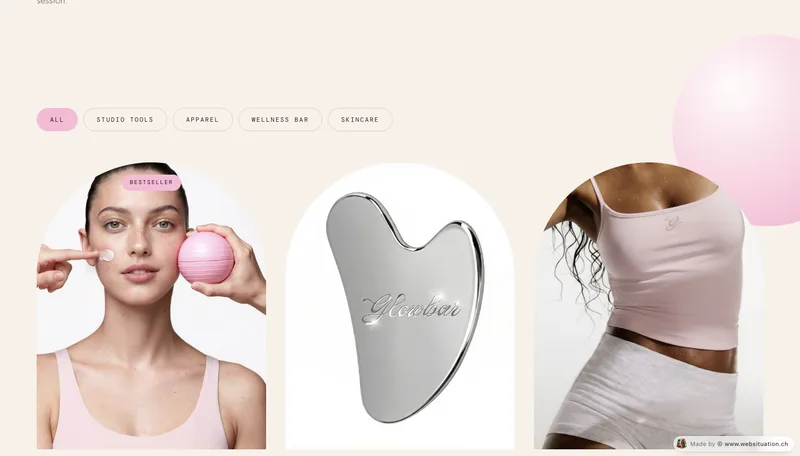 session.
ALL
STUDIO TOOLS
APPAREL
WELLNESS BAR
SKINCARE
BESTSELLER
Glowbar
Made by © www.websituation.ch